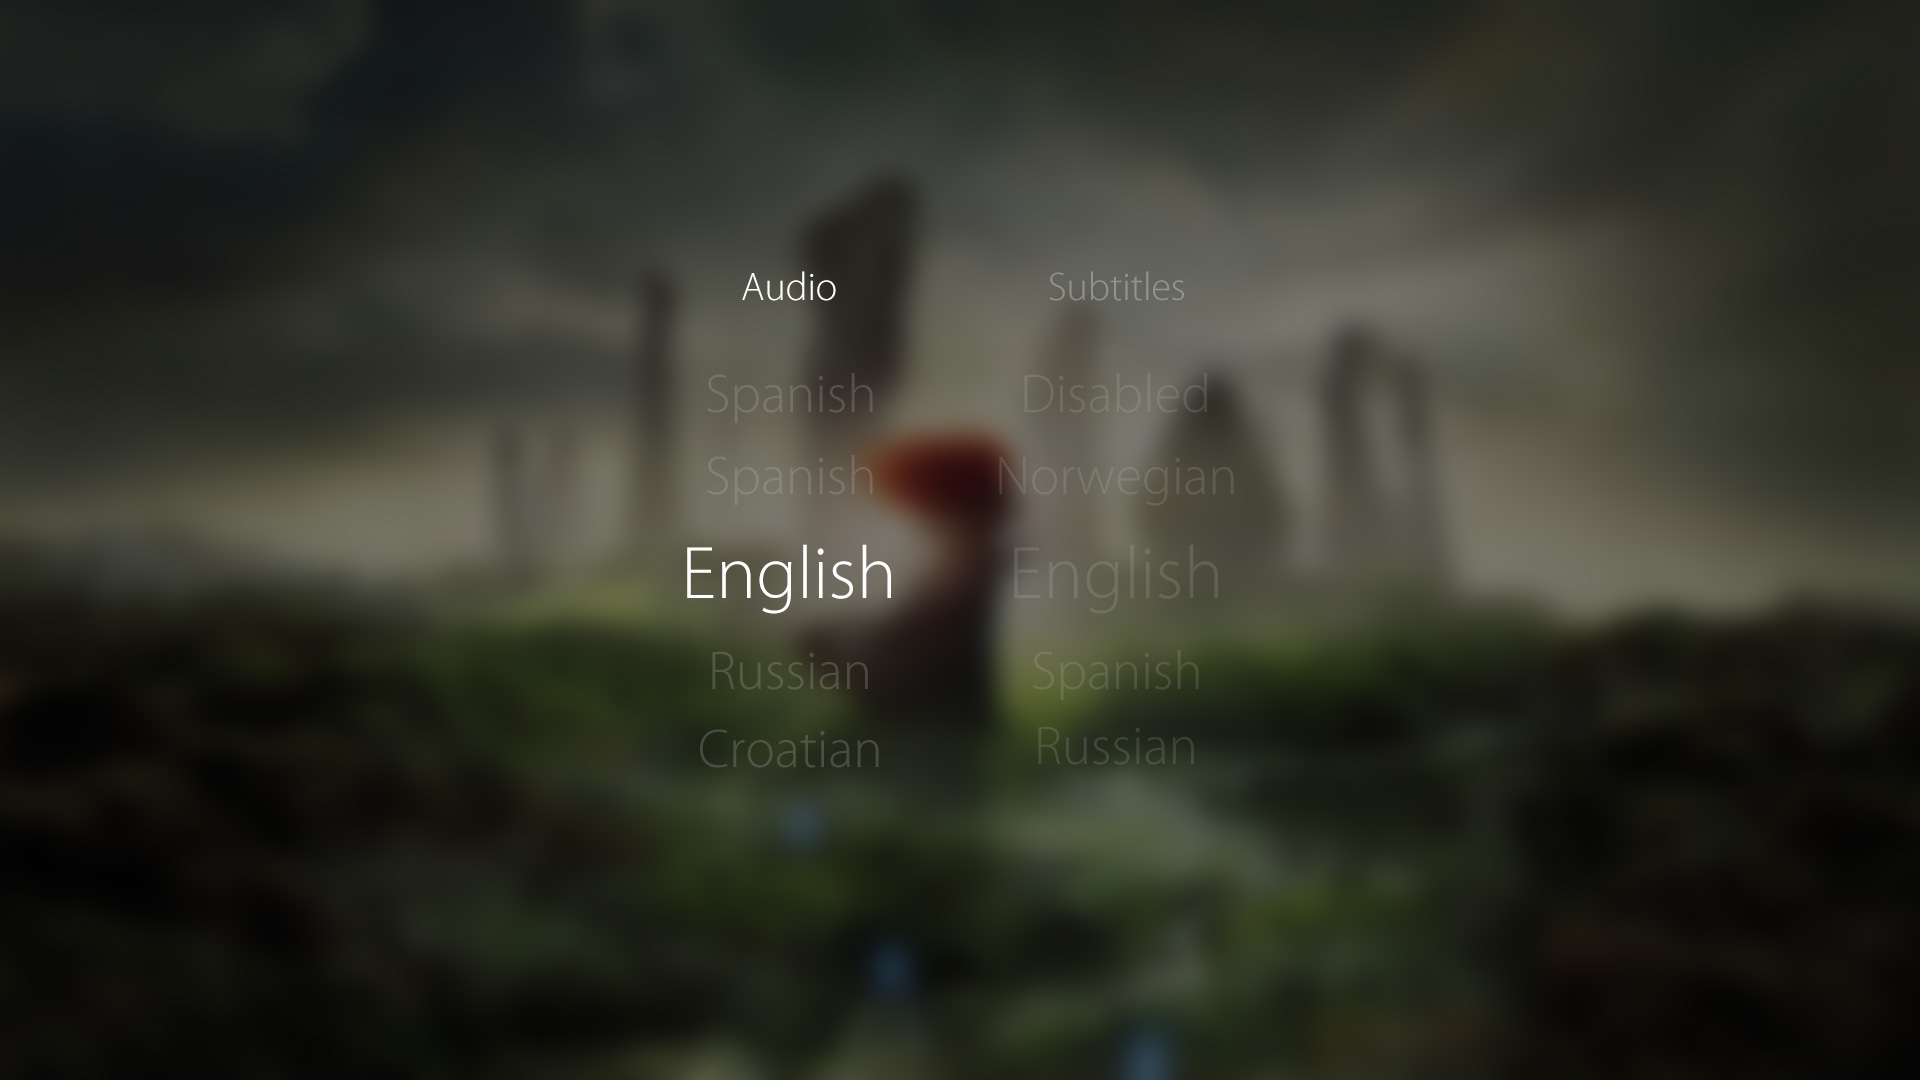 Audio
Spanish
Spanish
English
Russian
Croatian
Subtitles
Disabled
Norwegian
English
Spanish
Russian